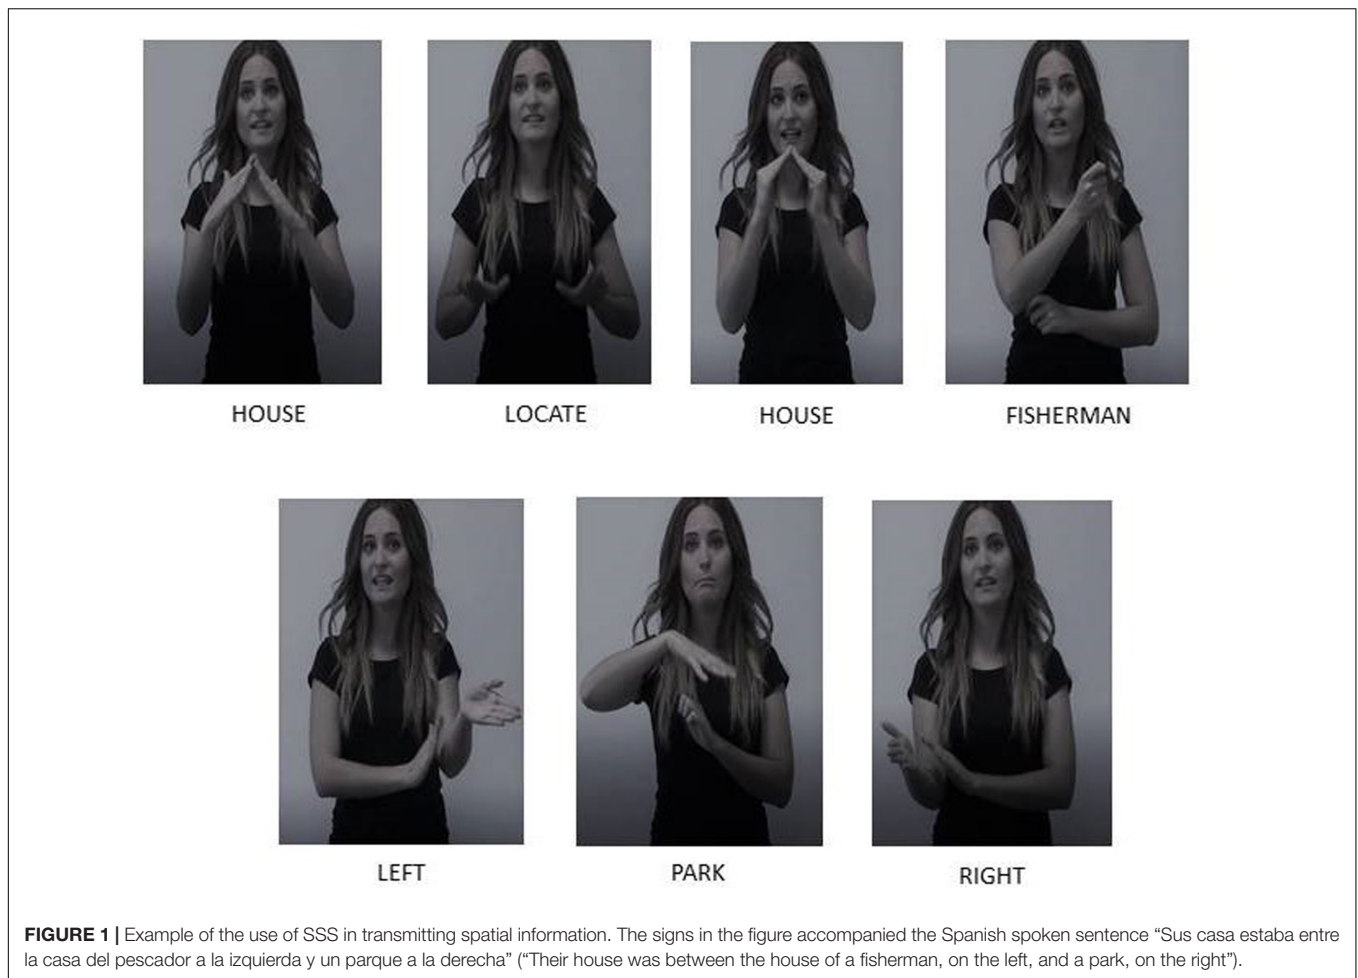 HOUSE LOCATE HOUSE FISHERMAN
LEFT PARK RIGHT
FIGURE 1 | Example of the use of SSS in transmitting spatial information. The signs in the figure accompanied the Spanish spoken sentence “Sus casa estaba entre
la casa del pescador a la izquierda y un parque a la derecha” (“Their house was between the house of a fisherman, on the left, and a park, on the right”).